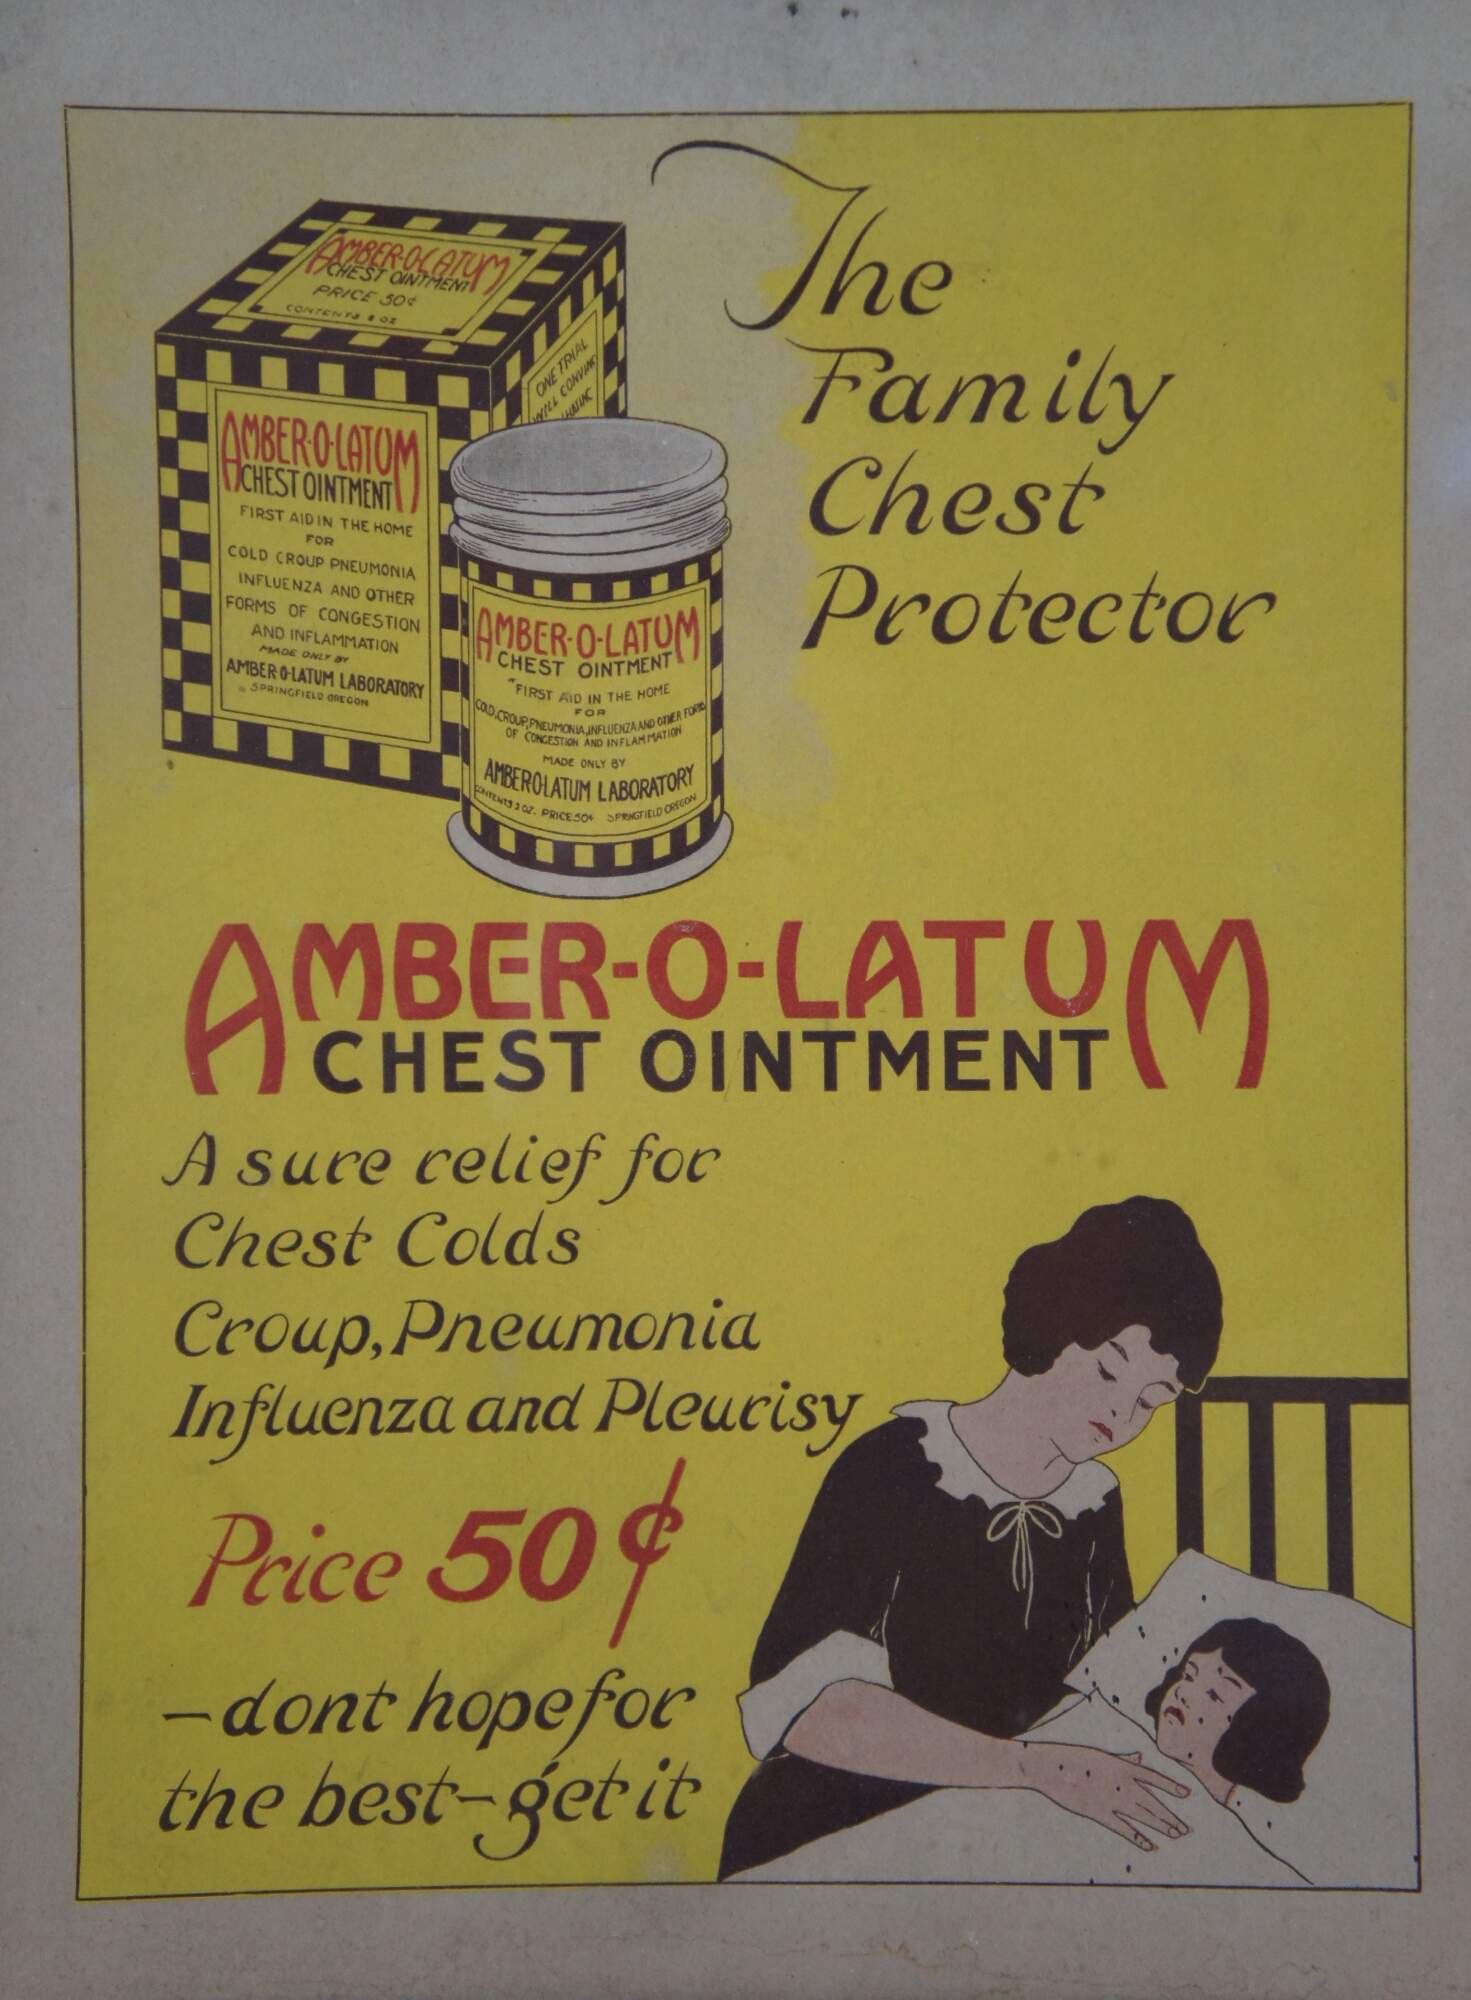 The
Family
Chest
Protector
AMBER-O-LATUM
CHEST OINTMENT
PRICE 50¢
CONTENTS 3 OZ
ONE TRIAL
WILL CONVINC
AMBER-O-LATUM
CHEST OINTMENT
FIRST AID IN THE HOME
FOR
COLD CROUP PNEUMONIA
INFLUENZA AND OTHER
FORMS OF CONGESTION
AND INFLAMMATION
MADE ONLY BY
AMBER-O-LATUM LABORATORY
SPRINGFIELD OREGON
AMBER-O-LATUM
CHEST OINTMENT
"FIRST AID IN THE HOME
FOR
COLD, CROUP, PNEUMONIA, INFLUENZA AND OTHER FORMS
OF CONGESTION AND INFLAMMATION
MADE ONLY BY
AMBER-O-LATUM LABORATORY
CONTENTS 3 OZ. PRICE 50¢ SPRINGFIELD OREGON
AMBER-O-LATUM
CHEST OINTMENT
A sure relief for
Chest Colds
Croup, Pneumonia
Influenza and Pleurisy
Price 50¢
—dont hope for
the best—get it